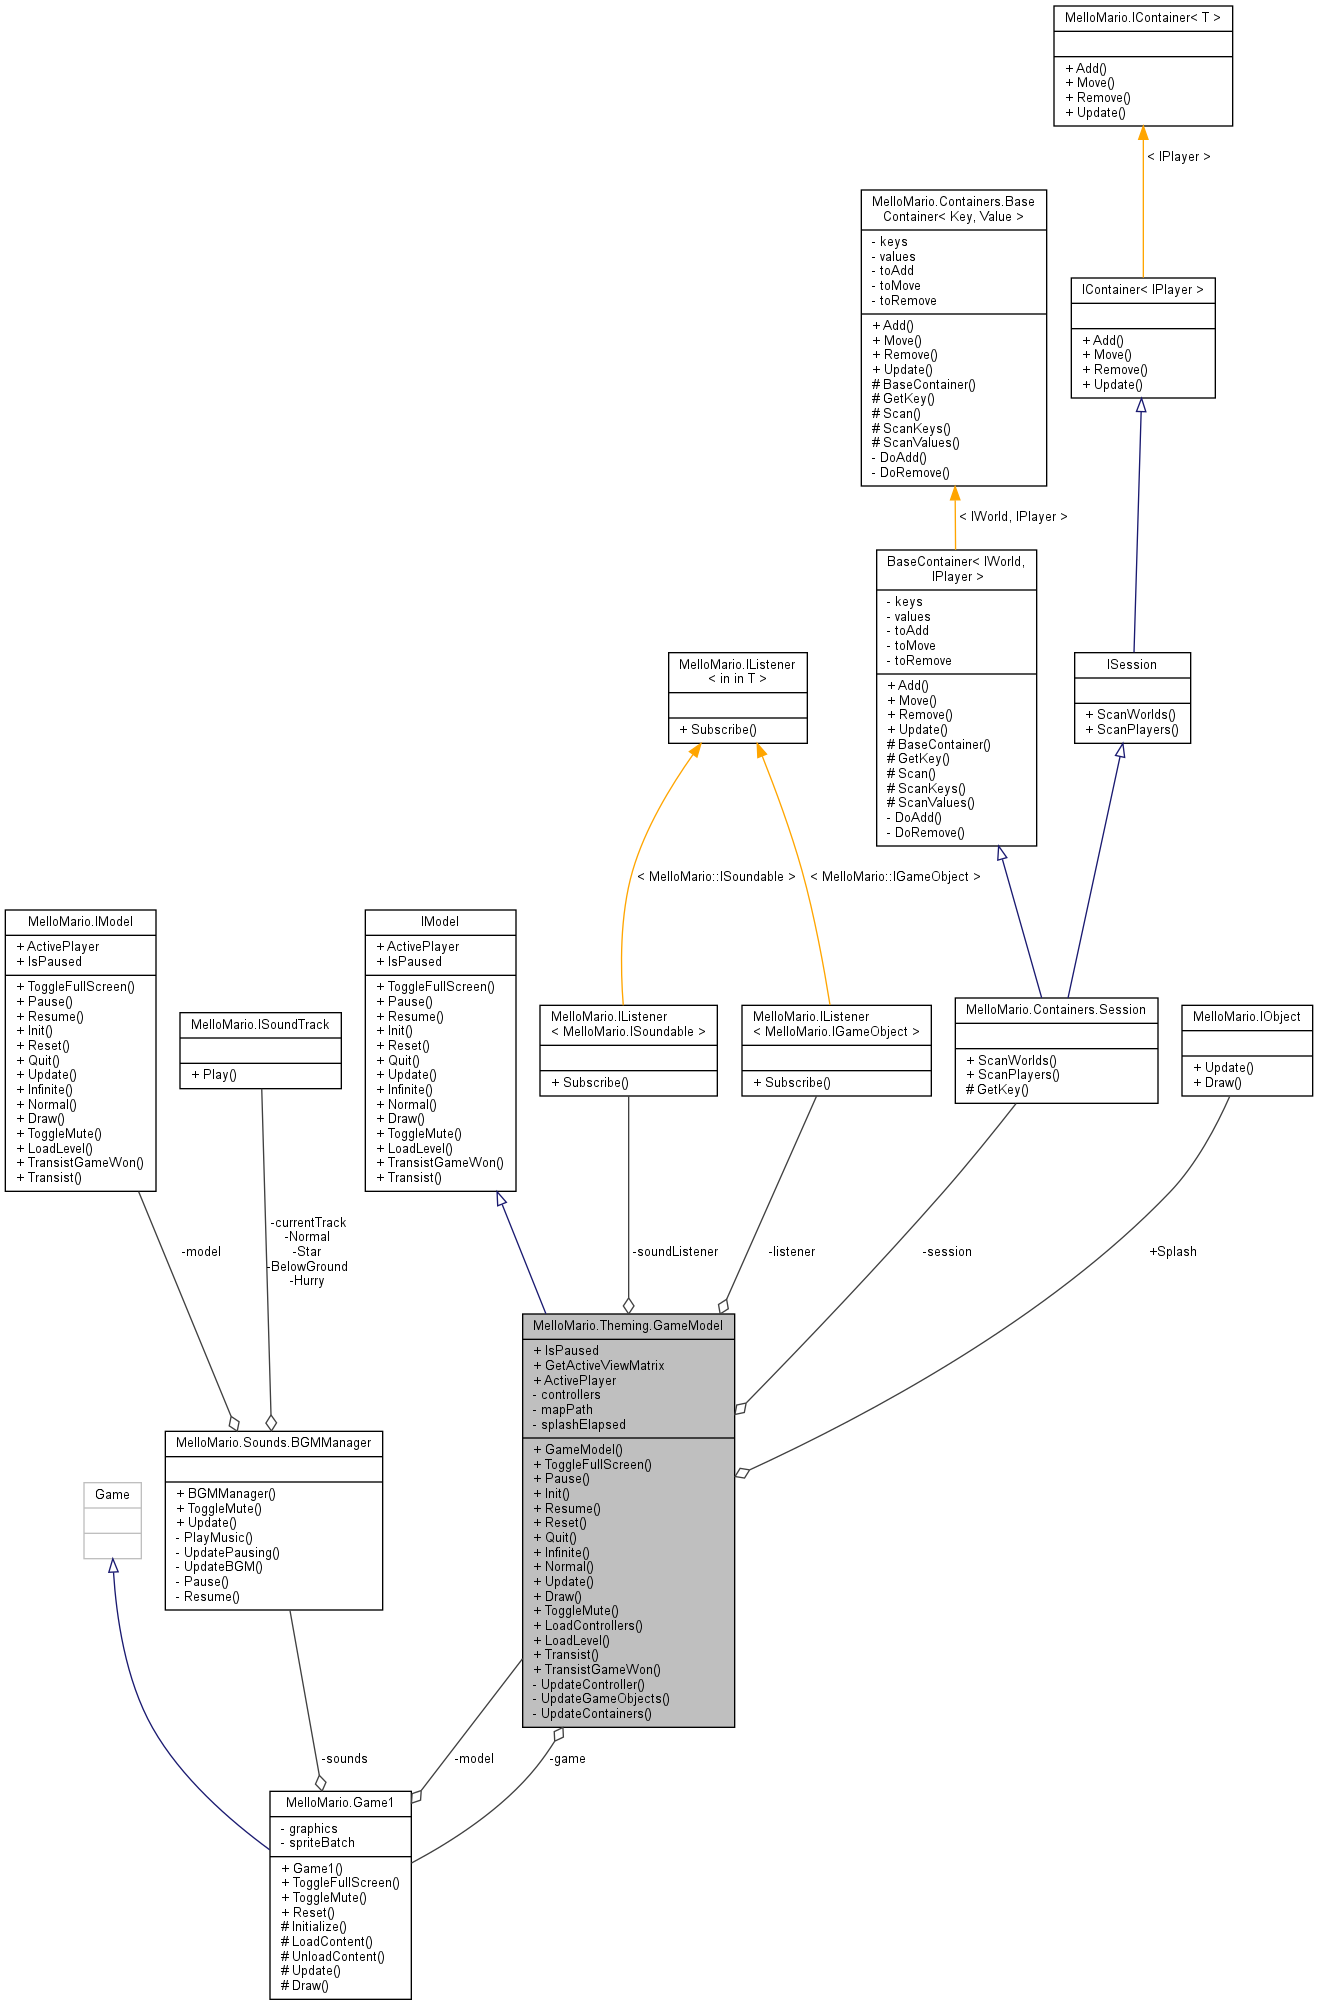 MelloMario.IContainer< T >
+ Add()
+ Move()
+ Remove()
+ Update()
< IPlayer >
MelloMario.Containers.Base
Container< Key, Value >
- keys
- values
- toAdd
- toMove
- toRemove
+ Add()
+ Move()
+ Remove()
+ Update()
# BaseContainer()
# GetKey()
# Scan()
# ScanKeys()
# ScanValues()
- DoAdd()
- DoRemove()
IContainer< IPlayer >
+ Add()
+ Move()
+ Remove()
+ Update()
< IWorld, IPlayer >
BaseContainer< IWorld,
IPlayer >
- keys
- values
- toAdd
- toMove
- toRemove
+ Add()
+ Move()
+ Remove()
+ Update()
# BaseContainer()
# GetKey()
# Scan()
# ScanKeys()
# ScanValues()
- DoAdd()
- DoRemove()
MelloMario.IListener
< in in T >
+ Subscribe()
ISession
+ ScanWorlds()
+ ScanPlayers()
< MelloMario::ISoundable >
< MelloMario::IGameObject >
MelloMario.IModel
+ ActivePlayer
+ IsPaused
+ ToggleFullScreen()
+ Pause()
+ Resume()
+ Init()
+ Reset()
+ Quit()
+ Update()
+ Infinite()
+ Normal()
+ Draw()
+ ToggleMute()
+ LoadLevel()
+ TransistGameWon()
+ Transist()
MelloMario.ISoundTrack
+ Play()
IModel
+ ActivePlayer
+ IsPaused
+ ToggleFullScreen()
+ Pause()
+ Resume()
+ Init()
+ Reset()
+ Quit()
+ Update()
+ Infinite()
+ Normal()
+ Draw()
+ ToggleMute()
+ LoadLevel()
+ TransistGameWon()
+ Transist()
MelloMario.IListener
< MelloMario.ISoundable >
+ Subscribe()
MelloMario.IListener
< MelloMario.IGameObject >
+ Subscribe()
MelloMario.Containers.Session
+ ScanWorlds()
+ ScanPlayers()
# GetKey()
MelloMario.IObject
+ Update()
+ Draw()
-model
-currentTrack
-Normal
-Star
-BelowGround
-Hurry
-soundListener
-listener
-session
+Splash
MelloMario.Theming.GameModel
+ IsPaused
+ GetActiveViewMatrix
+ ActivePlayer
- controllers
- mapPath
- splashElapsed
+ GameModel()
+ ToggleFullScreen()
+ Pause()
+ Init()
+ Resume()
+ Reset()
+ Quit()
+ Infinite()
+ Normal()
+ Update()
+ Draw()
+ ToggleMute()
+ LoadControllers()
+ LoadLevel()
+ Transist()
+ TransistGameWon()
- UpdateController()
- UpdateGameObjects()
- UpdateContainers()
MelloMario.Sounds.BGMManager
+ BGMManager()
+ ToggleMute()
+ Update()
- PlayMusic()
- UpdatePausing()
- UpdateBGM()
- Pause()
- Resume()
Game
-sounds
-model
-game
MelloMario.Game1
- graphics
- spriteBatch
+ Game1()
+ ToggleFullScreen()
+ ToggleMute()
+ Reset()
# Initialize()
# LoadContent()
# UnloadContent()
# Update()
# Draw()